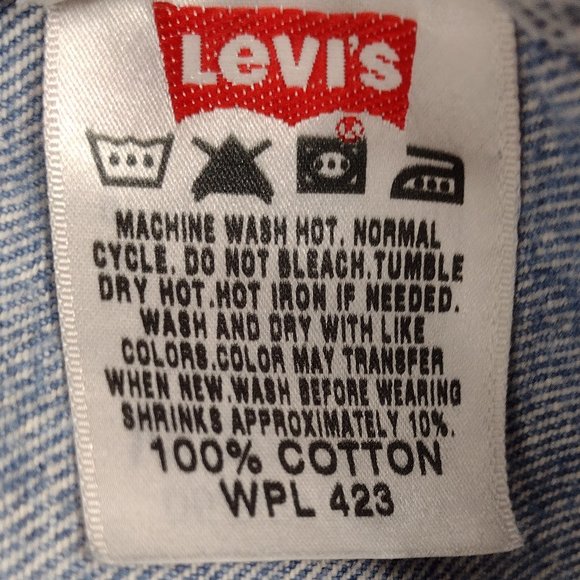 Levi's
MACHINE WASH HOT. NORMAL
CYCLE. DO NOT BLEACH.TUMBLE
DRY HOT.HOT IRON IF NEEDED.
WASH AND DRY WITH LIKE
COLORS.COLOR MAY TRANSFER
WHEN NEW.WASH BEFORE WEARING
SHRINKS APPROXIMATELY 10%.
100% COTTON
WPL 423